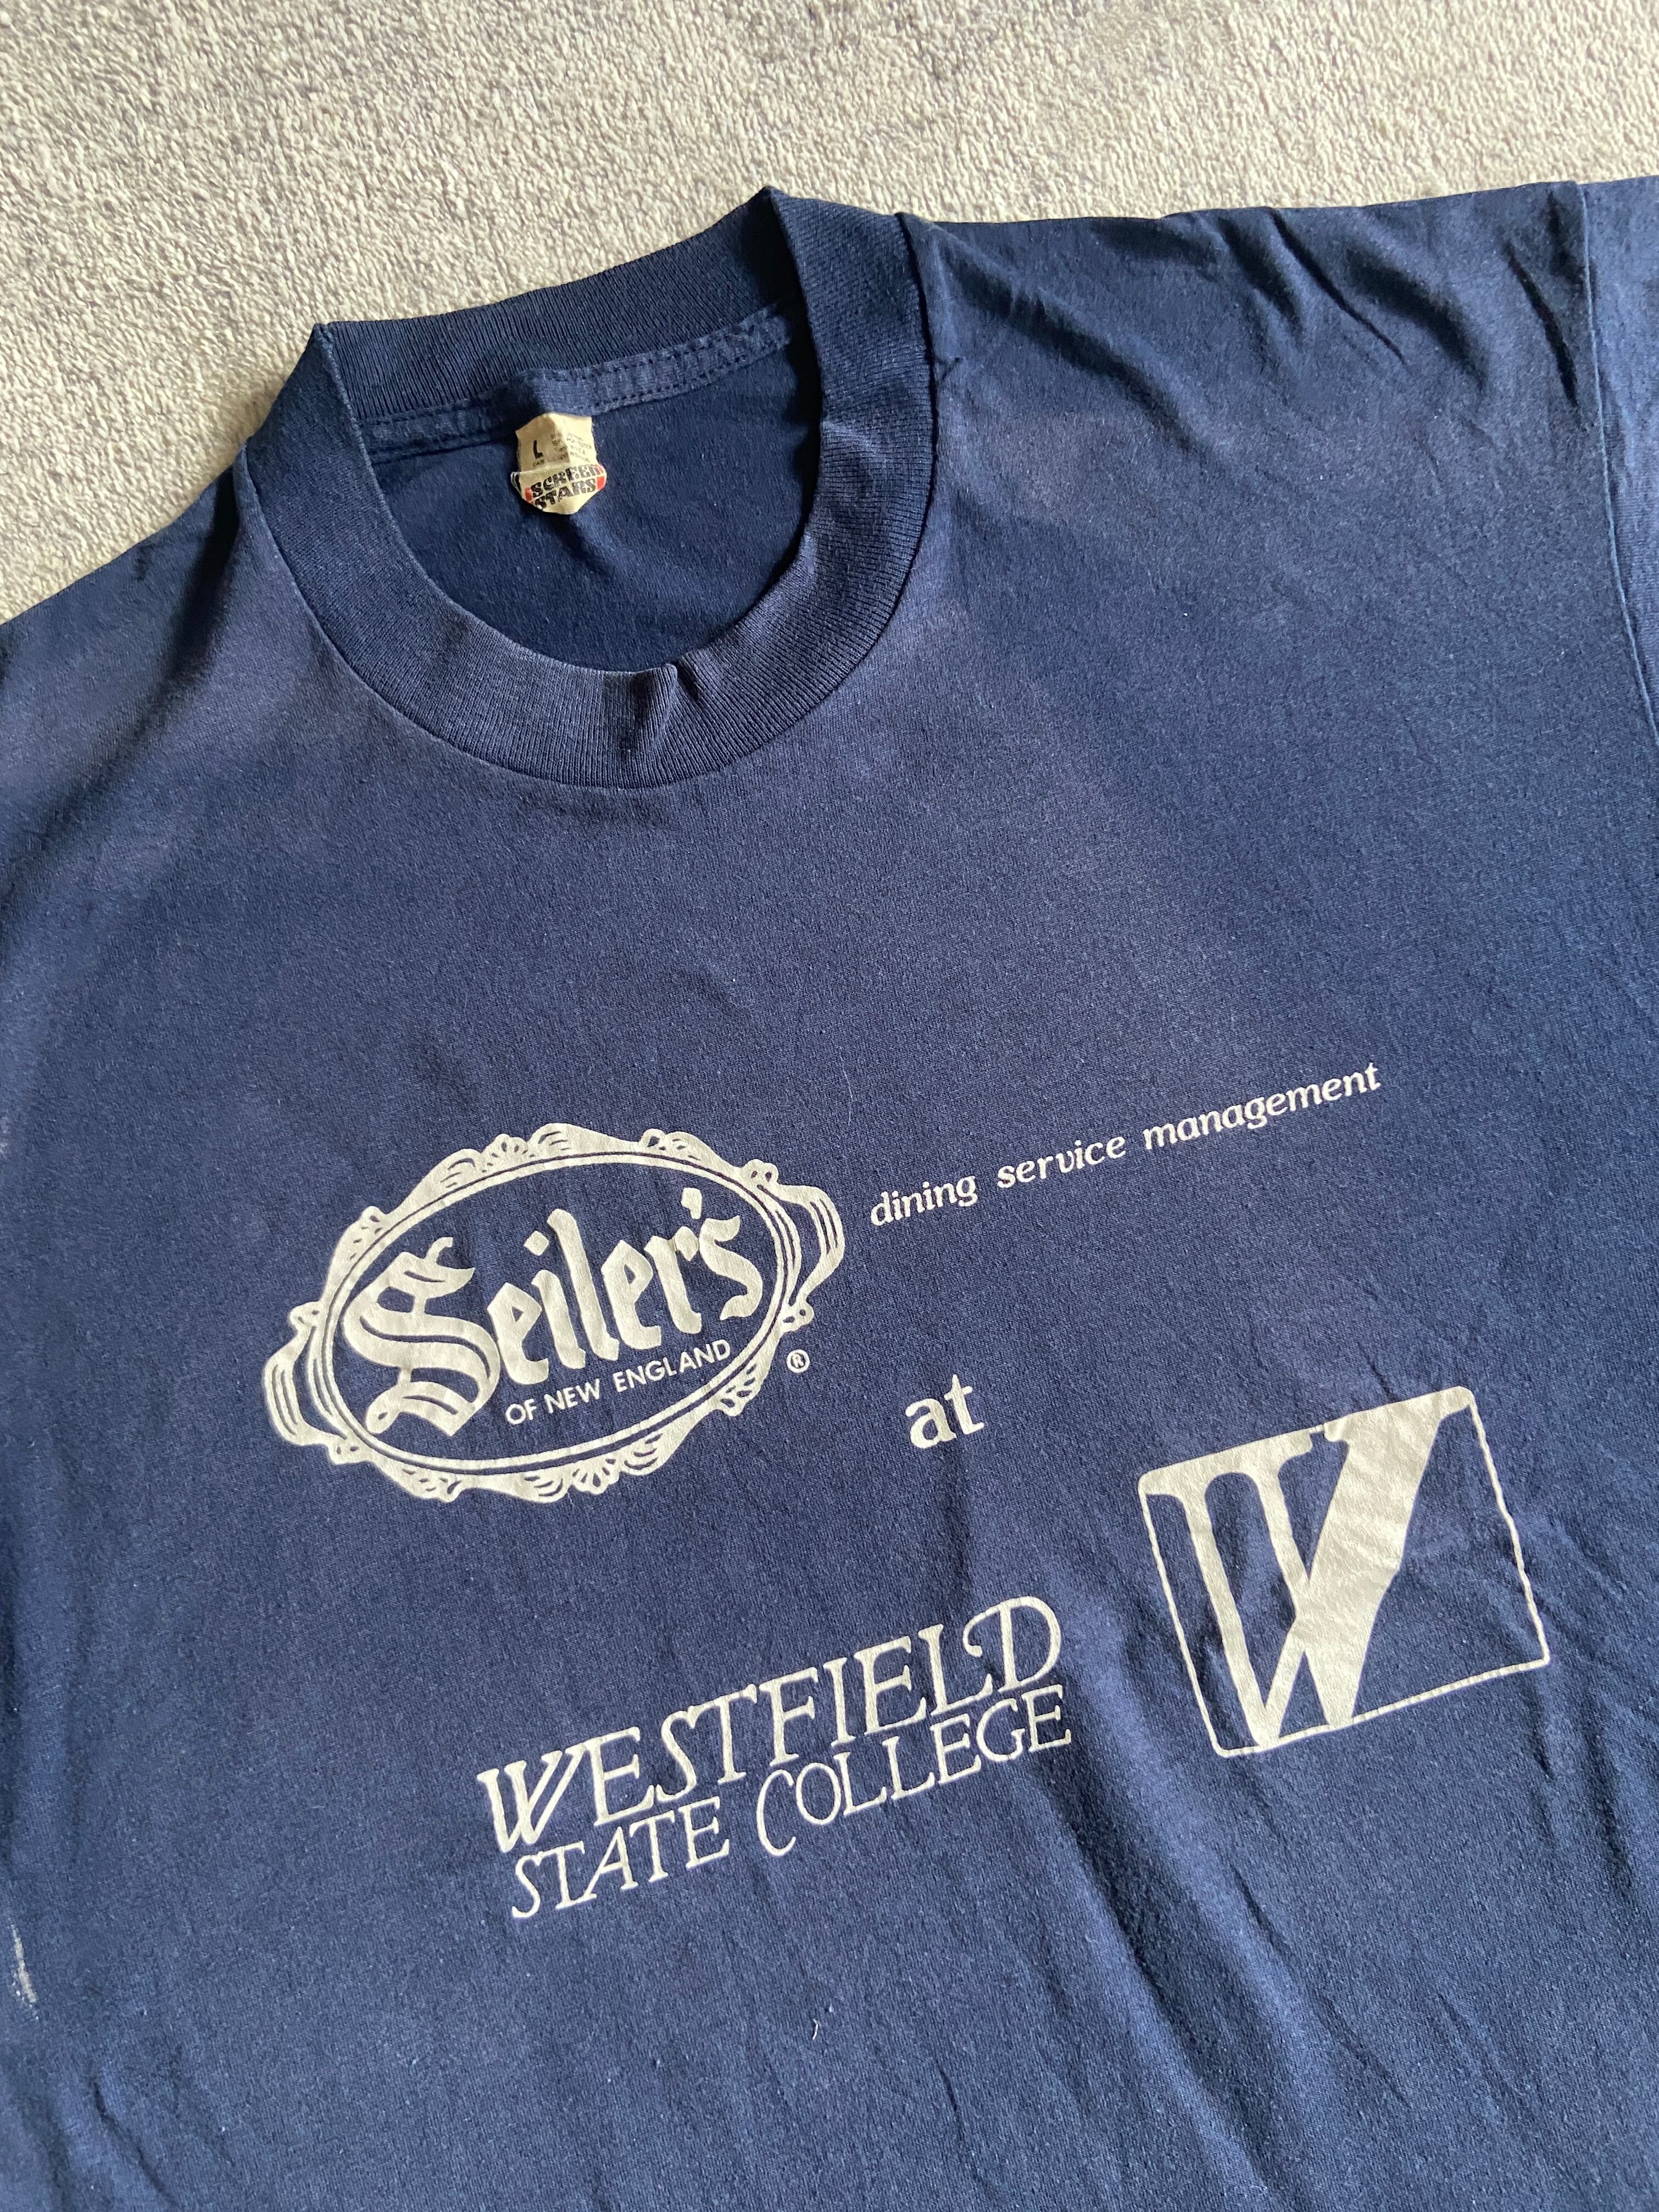 L
SCREEN
STARS
Seiler's
OF NEW ENGLAND
®
dining service management
at
W
WESTFIELD
STATE COLLEGE